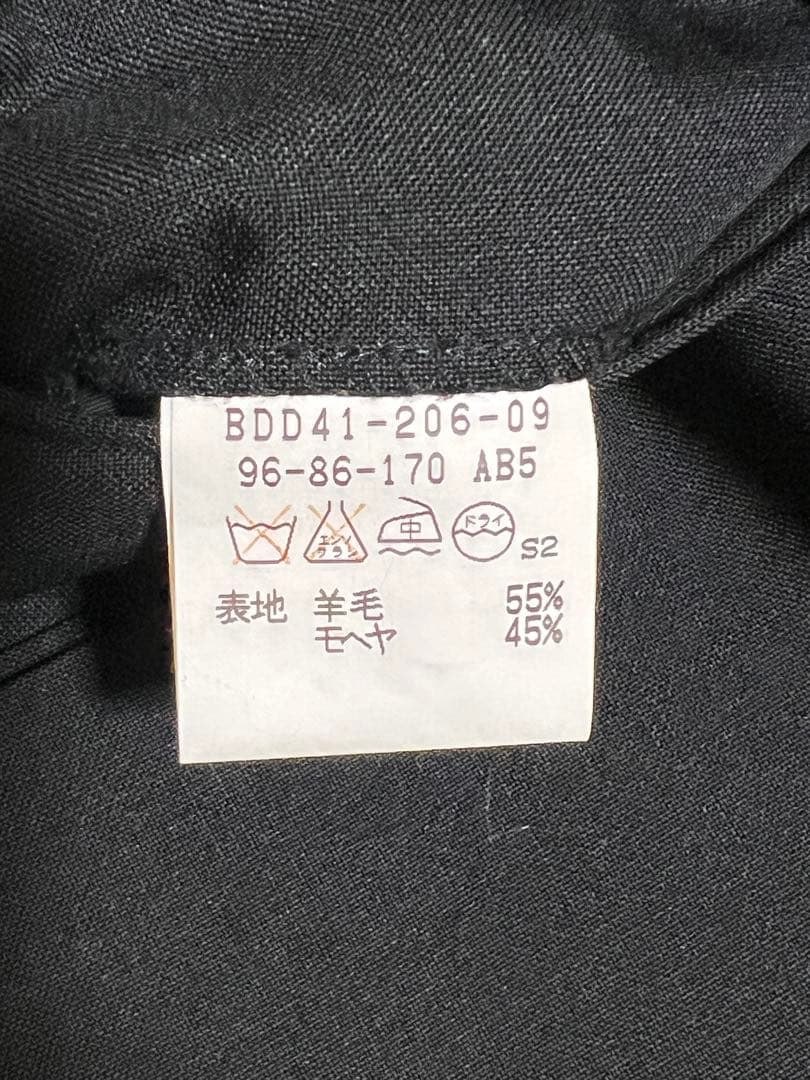 BDD41-206-09
96-86-170 AB5
エンソ
サラシ
中
ドライ
S2
表地 羊毛 55%
モヘヤ 45%